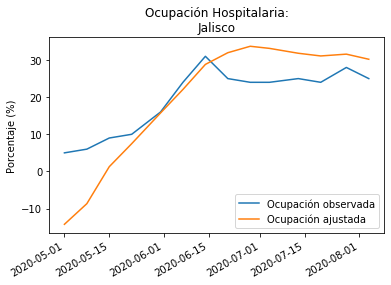 Ocupación Hospitalaria:
Jalisco
Porcentaje (%)
30
20
10
0
−10
2020-05-01
2020-05-15
2020-06-01
2020-06-15
2020-07-01
2020-07-15
2020-08-01
Ocupación observada
Ocupación ajustada